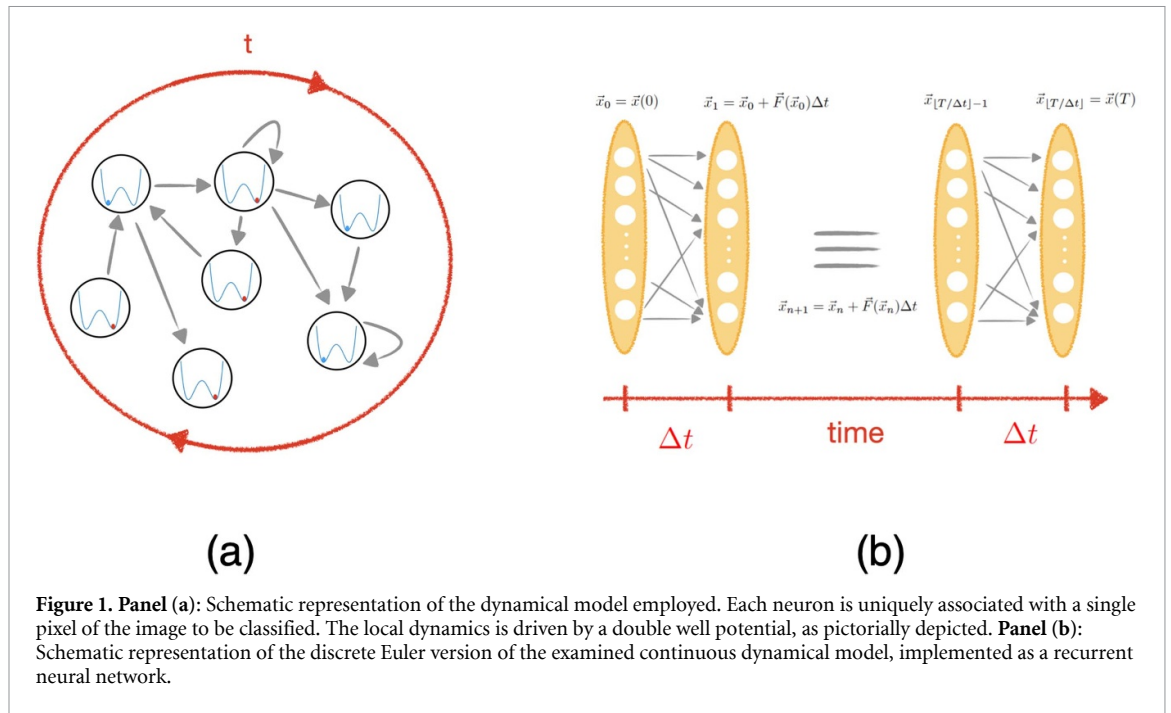 t
x⃗₀ = x⃗(0)
x⃗₁ = x⃗₀ + F⃗(x⃗₀)Δt
x⃗⌊T/Δt⌋−1
x⃗⌊T/Δt⌋ = x⃗(T)
x⃗ₙ₊₁ = x⃗ₙ + F⃗(x⃗ₙ)Δt
Δt
time
Δt
(a)
(b)
Figure 1. Panel (a): Schematic representation of the dynamical model employed. Each neuron is uniquely associated with a single
pixel of the image to be classified. The local dynamics is driven by a double well potential, as pictorially depicted. Panel (b):
Schematic representation of the discrete Euler version of the examined continuous dynamical model, implemented as a recurrent
neural network.